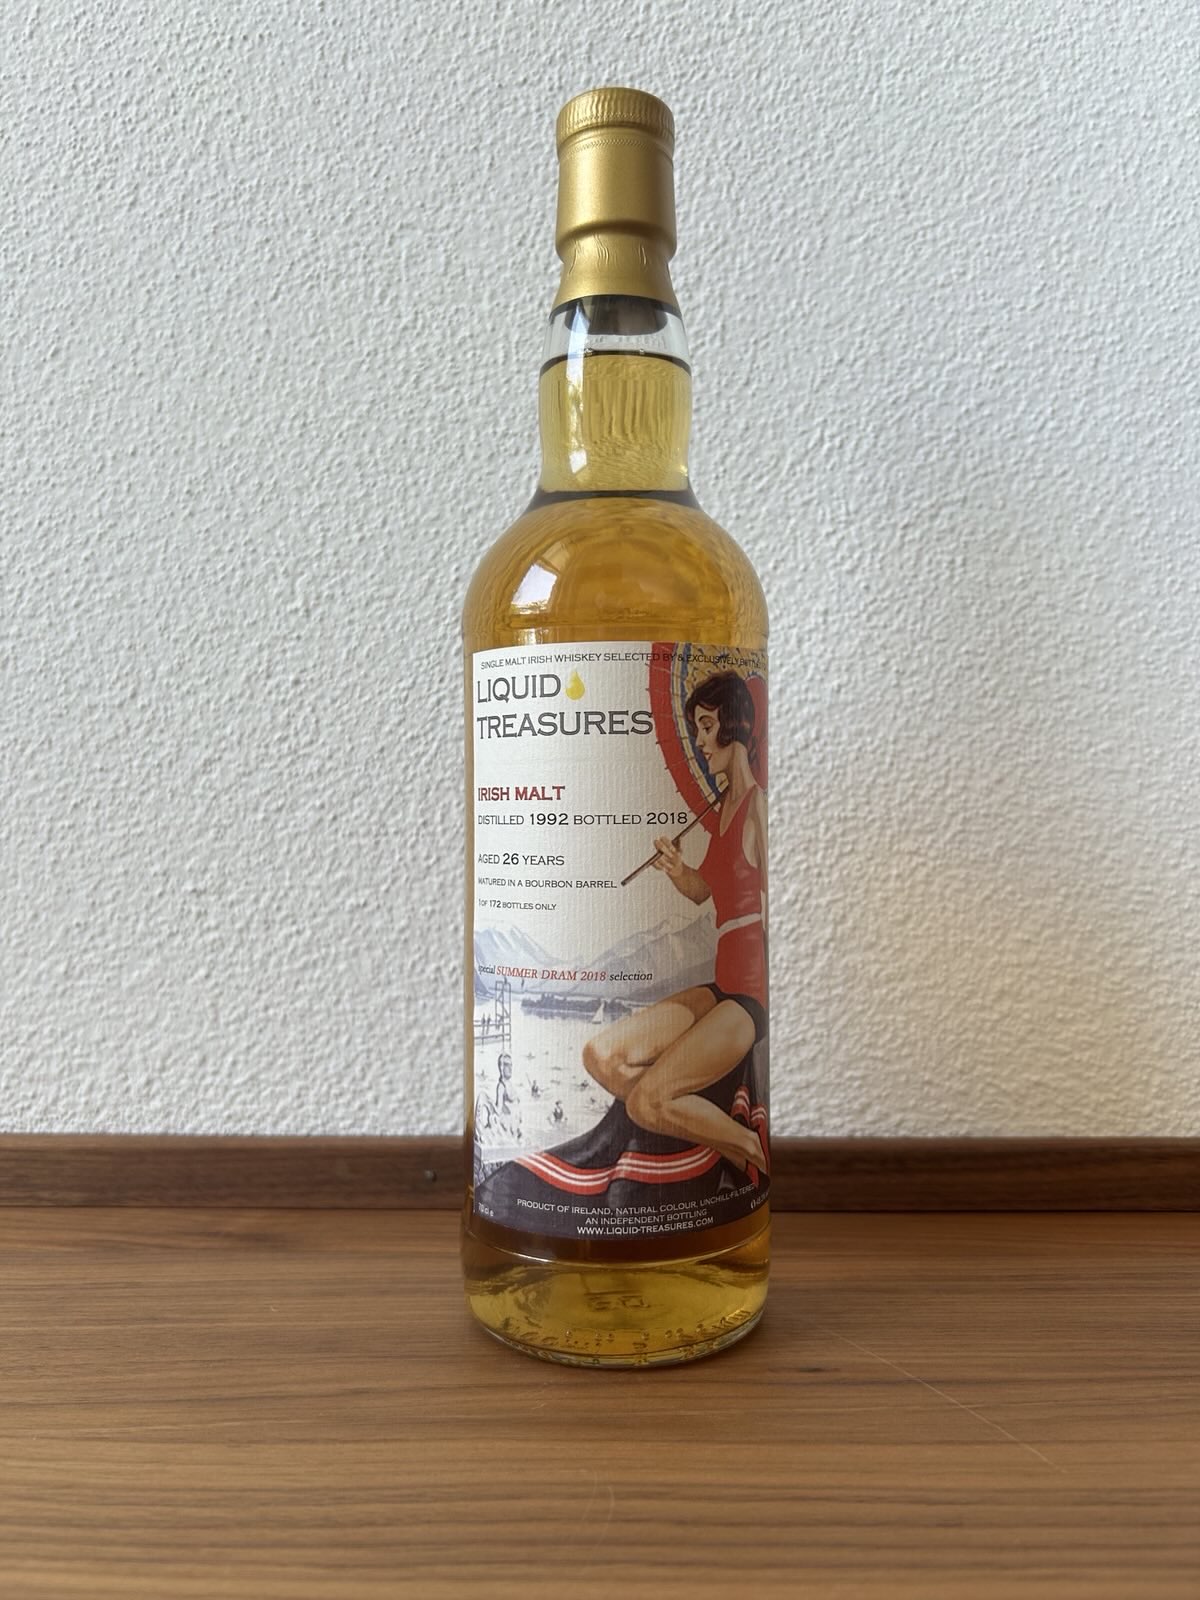 SINGLE MALT IRISH WHISKEY SELECTED BY & EXCLUSIVELY
LIQUID
TREASURES
IRISH MALT
DISTILLED 1992 BOTTLED 2018
AGED 26 YEARS
MATURED IN A BOURBON BARREL
1 OF 172 BOTTLES ONLY
special SUMMER DRAM 2018 selection
70 cl e
PRODUCT OF IRELAND, NATURAL COLOUR, UNCHILL-FILTERED
AN INDEPENDENT BOTTLING
WWW.LIQUID-TREASURES.COM